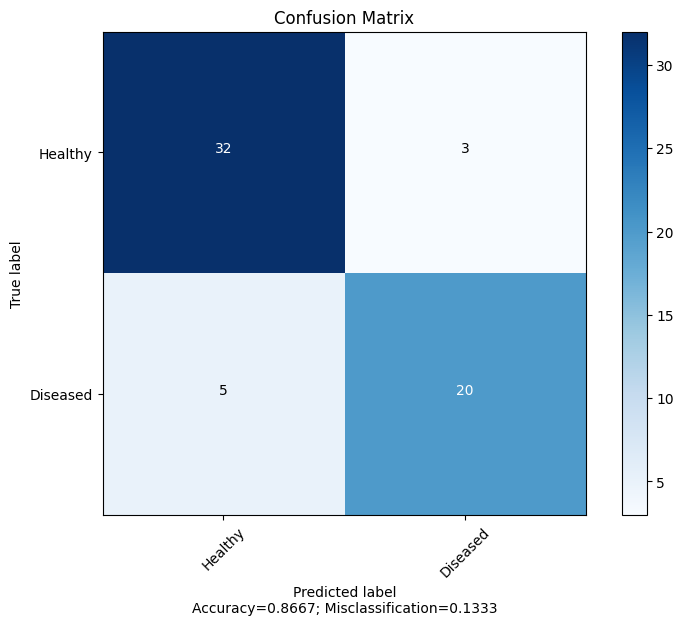 Confusion Matrix
Healthy
Diseased
True label
32
3
5
20
Healthy
Diseased
Predicted label
Accuracy=0.8667; Misclassification=0.1333
30
25
20
15
10
5